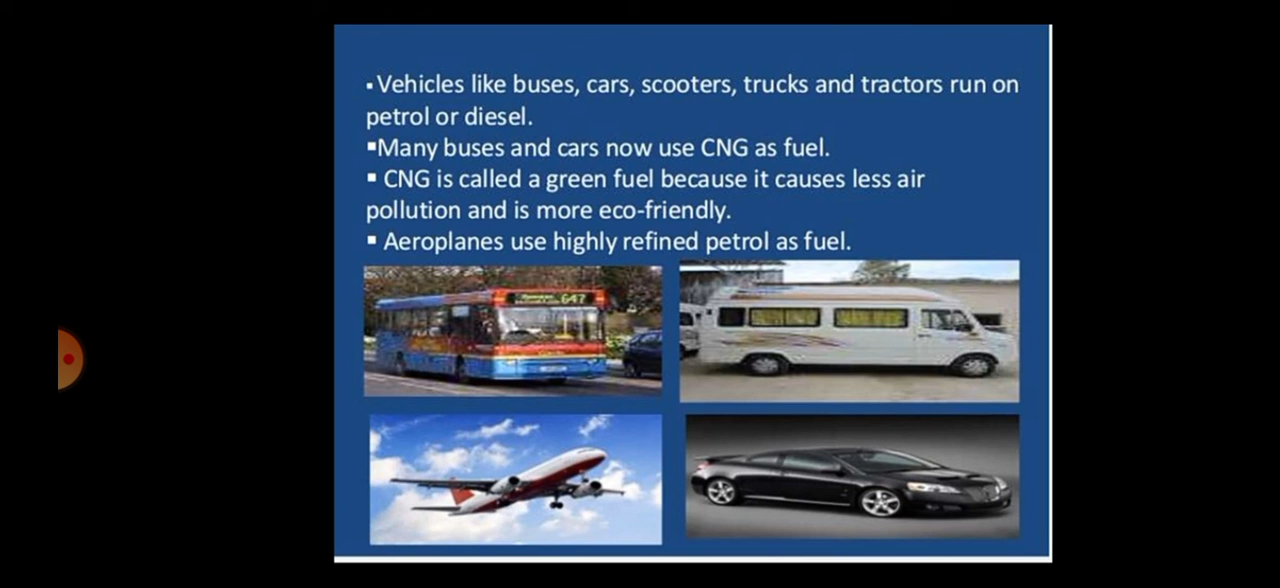 ▪Vehicles like buses, cars, scooters, trucks and tractors run on
petrol or diesel.
▪Many buses and cars now use CNG as fuel.
▪ CNG is called a green fuel because it causes less air
pollution and is more eco-friendly.
▪ Aeroplanes use highly refined petrol as fuel.
647